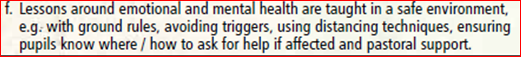 f. Lessons around emotional and mental health are taught in a safe environment,
e.g. with ground rules, avoiding triggers, using distancing techniques, ensuring
pupils know where / how to ask for help if affected and pastoral support.